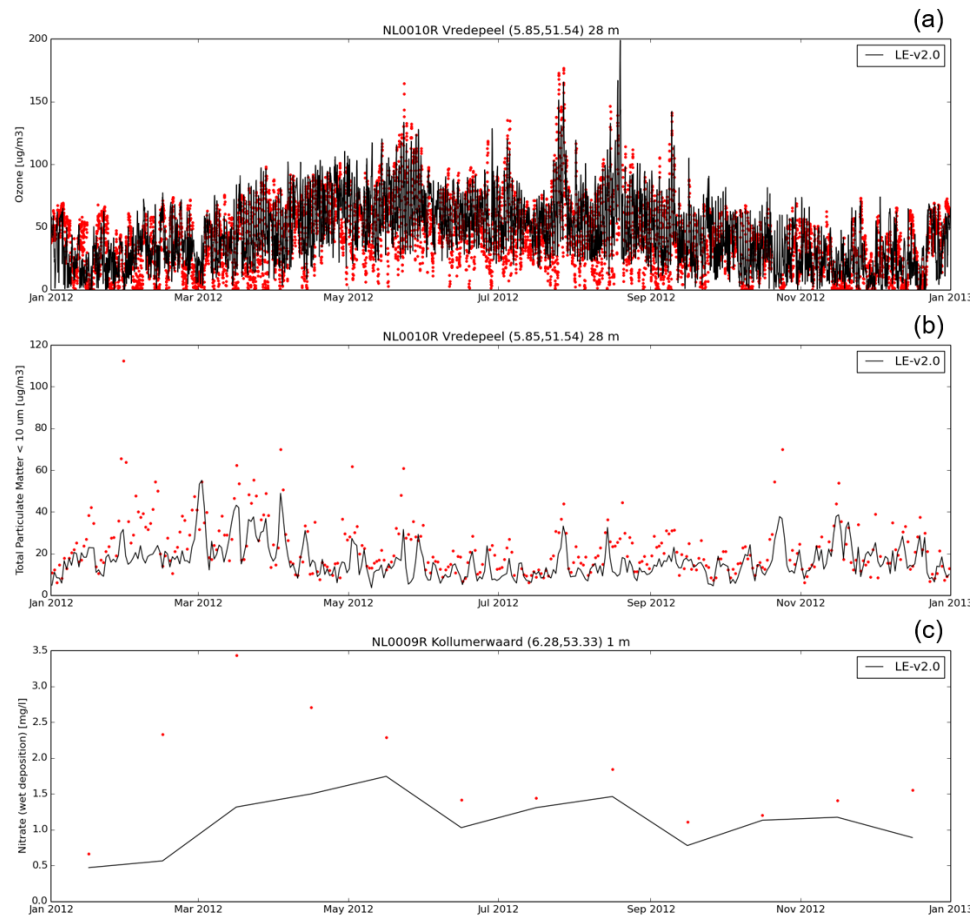 (a)
NL0010R Vredepeel (5.85,51.54) 28 m
LE-v2.0
Ozone [ug/m3]
200
150
100
50
0
Jan 2012 Mar 2012 May 2012 Jul 2012 Sep 2012 Nov 2012 Jan 2013
(b)
NL0010R Vredepeel (5.85,51.54) 28 m
LE-v2.0
Total Particulate Matter < 10 um [ug/m3]
120
100
80
60
40
20
0
Jan 2012 Mar 2012 May 2012 Jul 2012 Sep 2012 Nov 2012 Jan 2013
(c)
NL0009R Kollumerwaard (6.28,53.33) 1 m
LE-v2.0
Nitrate (wet deposition) [mg/l]
3.5
3.0
2.5
2.0
1.5
1.0
0.5
0.0
Jan 2012 Mar 2012 May 2012 Jul 2012 Sep 2012 Nov 2012 Jan 2013